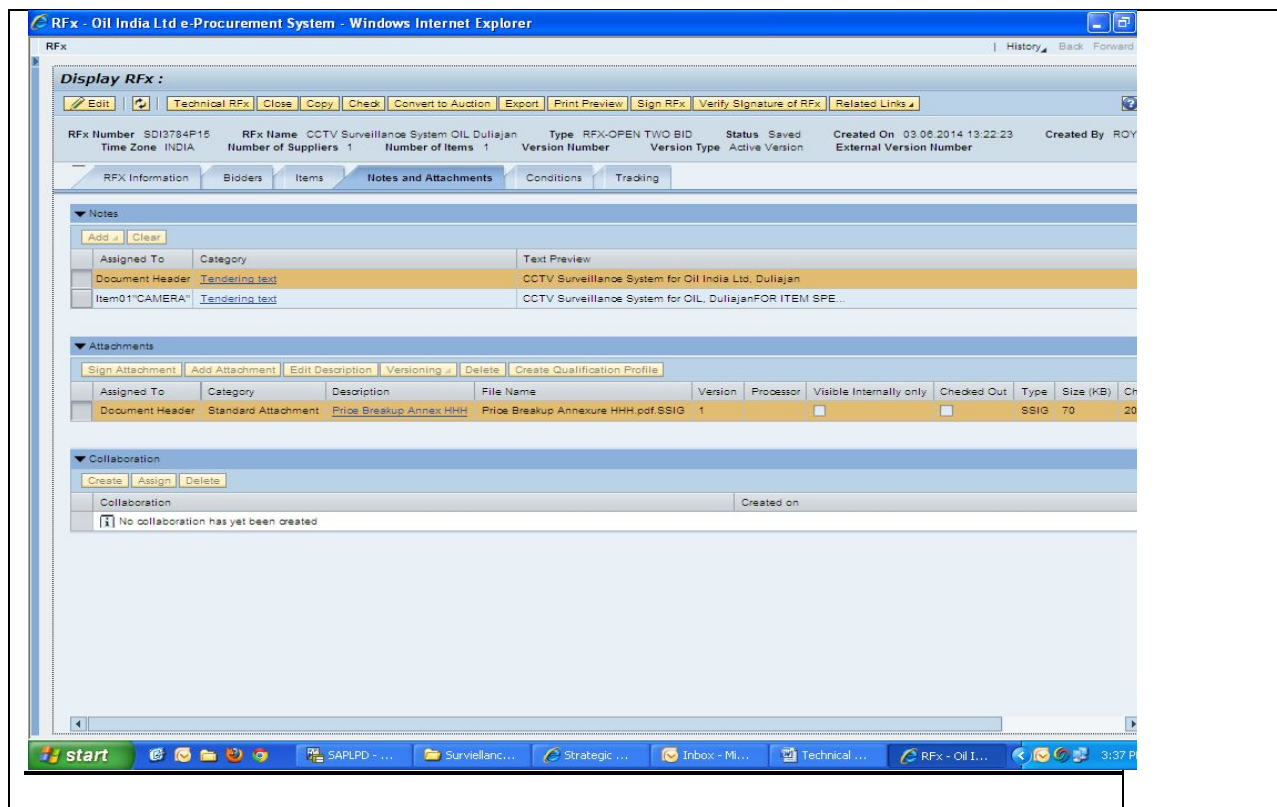 RFx - Oil India Ltd e-Procurement System - Windows Internet Explorer
RFx | History Back Forward
Display RFx :
Edit | | Technical RFx Close Copy Check Convert to Auction Export Print Preview Sign RFx Verify Signature of RFx Related Links
RFx Number SDI3784P15 RFx Name CCTV Surveillance System OIL Duliajan Type RFX-OPEN TWO BID Status Saved Created On 03.06.2014 13:22:23 Created By ROY
Time Zone INDIA Number of Suppliers 1 Number of Items 1 Version Number Version Type Active Version External Version Number
RFX Information Bidders Items Notes and Attachments Conditions Tracking
Notes
Add Clear
Assigned To Category Text Preview
Document Header Tendering text CCTV Surveillance System for Oil India Ltd, Duliajan
Item01"CAMERA" Tendering text CCTV Surveillance System for OIL, DuliajanFOR ITEM SPE...
Attachments
Sign Attachment Add Attachment Edit Description Versioning Delete Create Qualification Profile
Assigned To Category Description File Name Version Processor Visible Internally only Checked Out Type Size (KB) Ch
Document Header Standard Attachment Price Breakup Annex HHH Price Breakup Annexure HHH.pdf.SSIG 1 SSIG 70 20
Collaboration
Create Assign Delete
Collaboration Created on
No collaboration has yet been created
start SAPLPD - ... Surviellanc... Strategic ... Inbox - Mi... Technical ... RFx - Oil I... 3:37 P